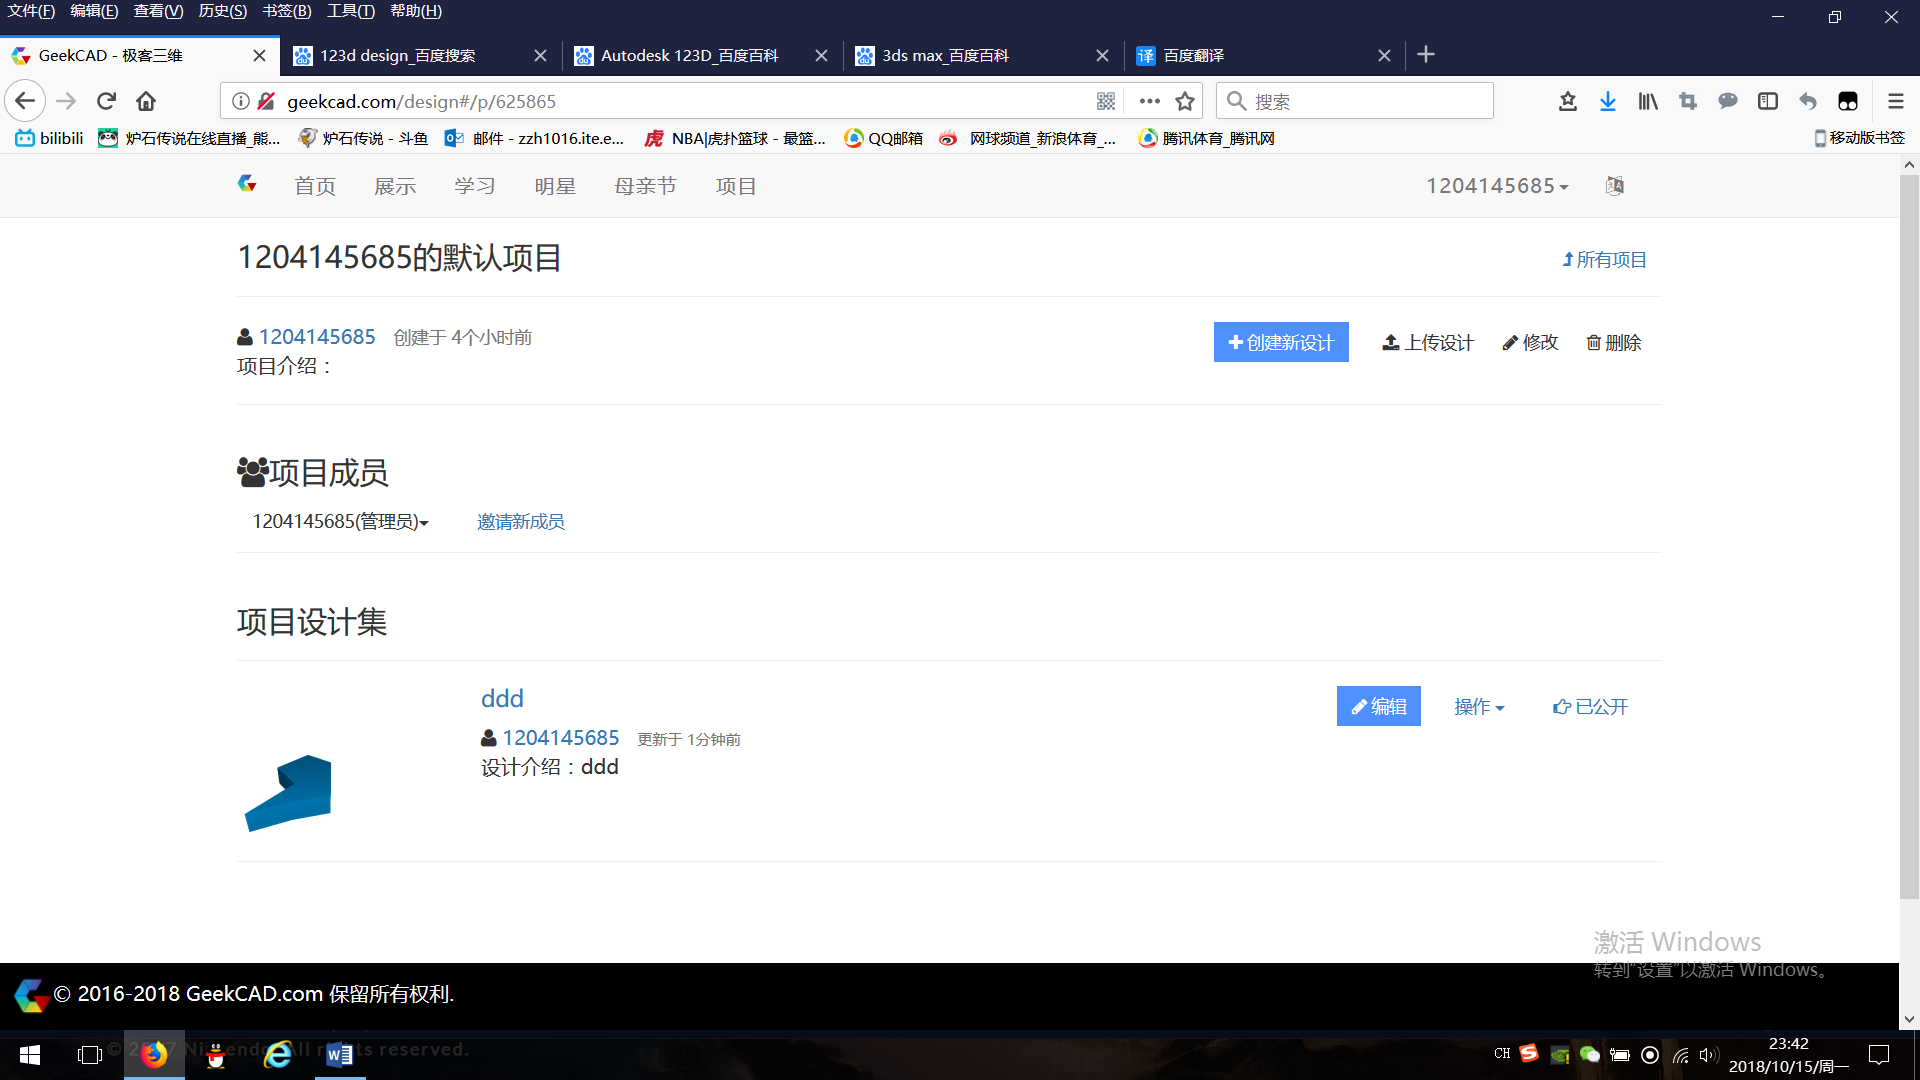 文件(F) 编辑(E) 查看(V) 历史(S) 书签(B) 工具(T) 帮助(H)
GeekCAD - 极客三维 123d design_百度搜索 Autodesk 123D_百度百科 3ds max_百度百科 译 百度翻译
geekcad.com/design#/p/625865 搜索
bilibili 炉石传说在线直播_熊... 炉石传说 - 斗鱼 邮件 - zzh1016.ite.e... 虎 NBA|虎扑篮球 - 最篮... QQ邮箱 网球频道_新浪体育_... 腾讯体育_腾讯网 移动版书签
首页 展示 学习 明星 母亲节 项目 1204145685
1204145685的默认项目 所有项目
1204145685 创建于 4个小时前 创建新设计 上传设计 修改 删除
项目介绍：
项目成员
1204145685(管理员) 邀请新成员
项目设计集
ddd 编辑 操作 已公开
1204145685 更新于 1分钟前
设计介绍：ddd
激活 Windows
转到"设置"以激活 Windows。
© 2016-2018 GeekCAD.com 保留所有权利.
CH 23:42
2018/10/15/周一